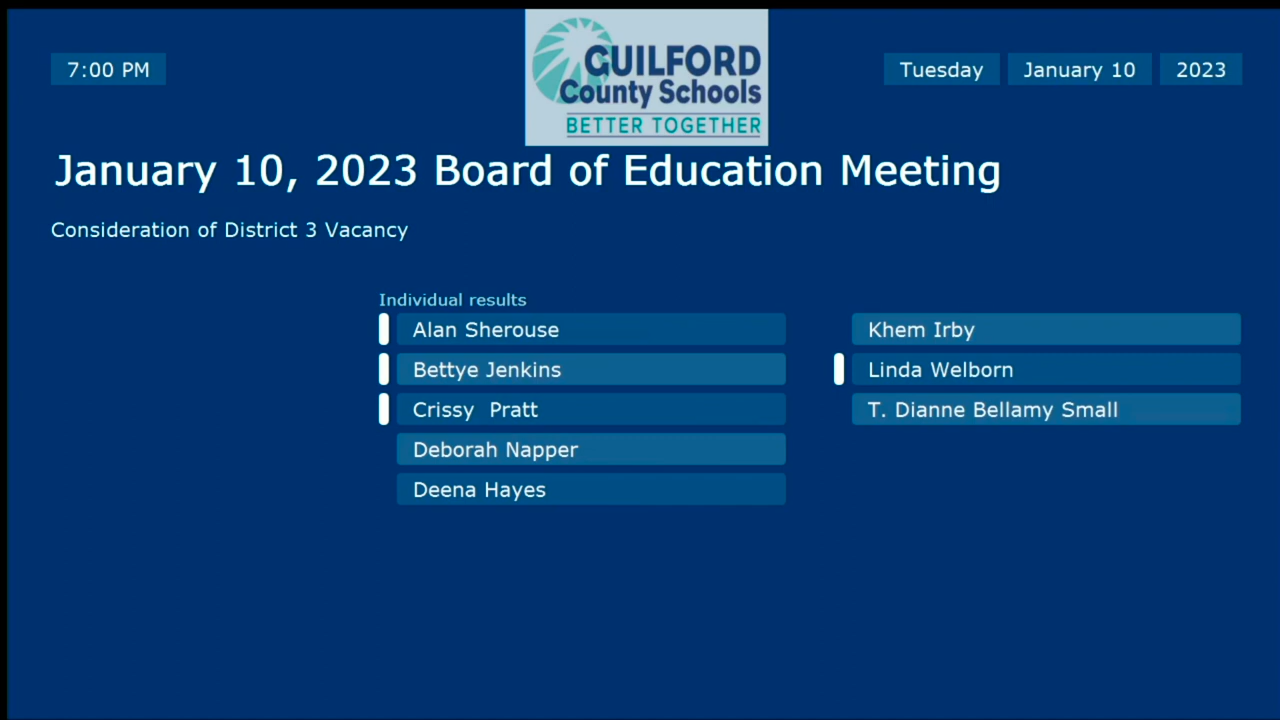 7:00 PM
GUILFORD
County Schools
BETTER TOGETHER
Tuesday January 10 2023
January 10, 2023 Board of Education Meeting
Consideration of District 3 Vacancy
Individual results
Alan Sherouse
Bettye Jenkins
Crissy  Pratt
Deborah Napper
Deena Hayes
Khem Irby
Linda Welborn
T. Dianne Bellamy Small